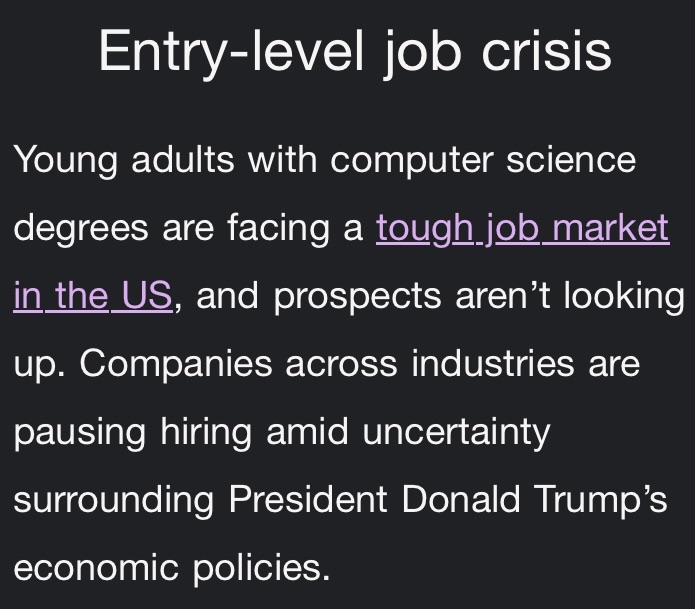 Entry-level job crisis
Young adults with computer science
degrees are facing a tough job market
in the US, and prospects aren’t looking
up. Companies across industries are
pausing hiring amid uncertainty
surrounding President Donald Trump’s
economic policies.